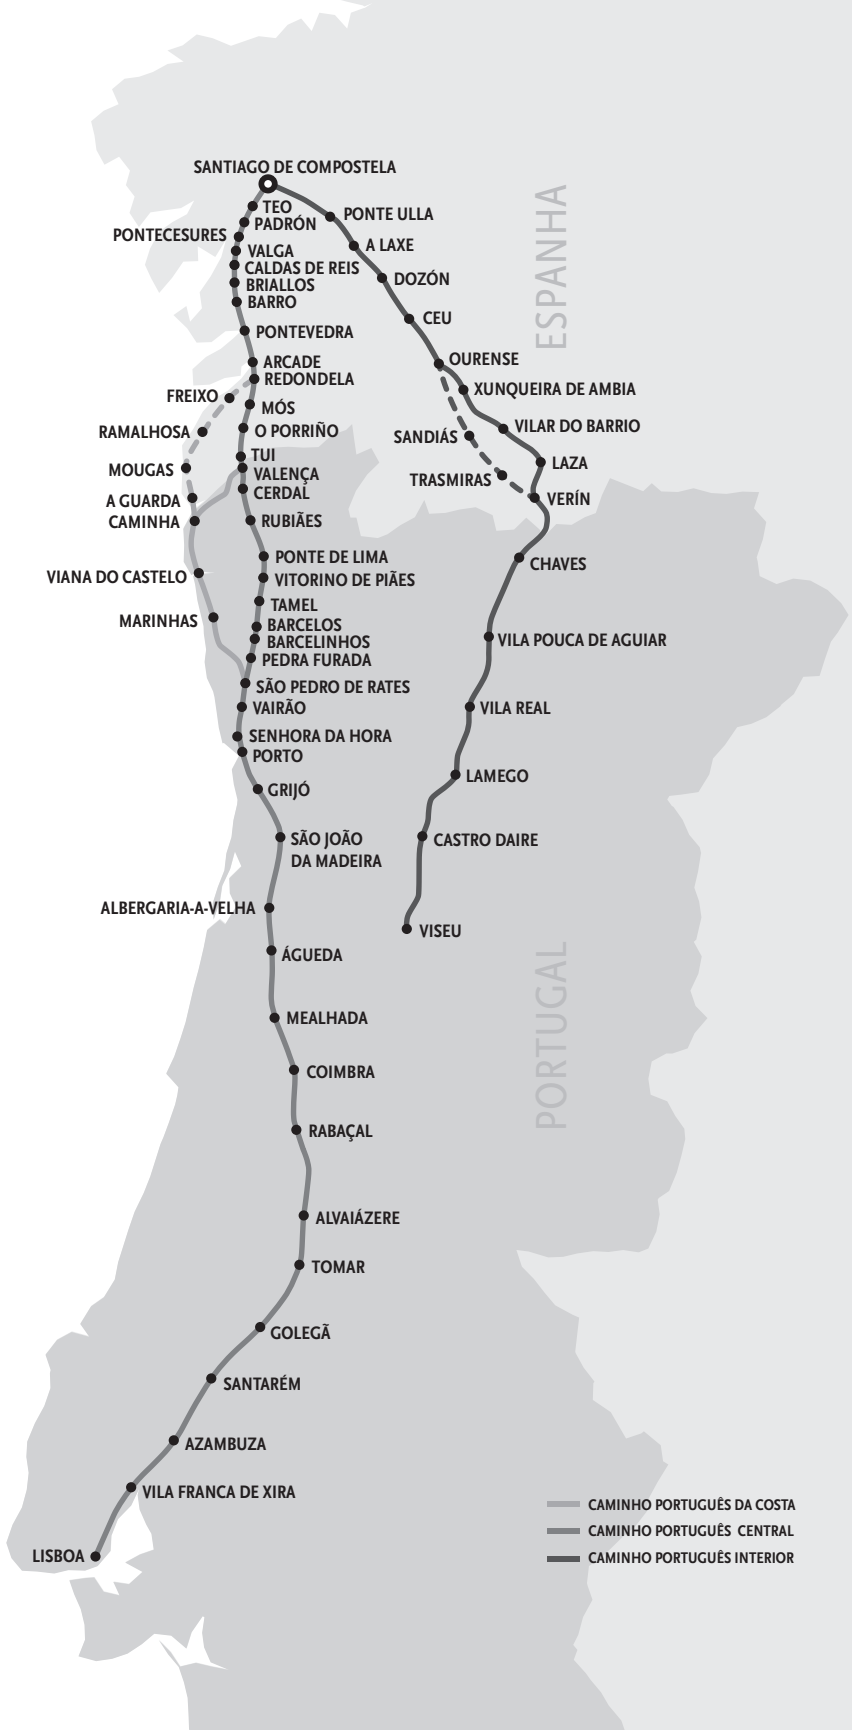 SANTIAGO DE COMPOSTELA
TEO
PADRÓN
PONTECESURES
VALGA
CALDAS DE REIS
BRIALLOS
BARRO
PONTEVEDRA
ARCADE
REDONDELA
FREIXO
MÓS
RAMALHOSA
O PORRIÑO
TUI
MOUGAS
VALENÇA
CERDAL
A GUARDA
CAMINHA
RUBIÃES
PONTE DE LIMA
VIANA DO CASTELO
VITORINO DE PIÃES
TAMEL
MARINHAS
BARCELOS
BARCELINHOS
PEDRA FURADA
SÃO PEDRO DE RATES
VAIRÃO
SENHORA DA HORA
PORTO
GRIJÓ
SÃO JOÃO
DA MADEIRA
ALBERGARIA-A-VELHA
ÁGUEDA
MEALHADA
COIMBRA
RABAÇAL
ALVAIÁZERE
TOMAR
GOLEGÃ
SANTARÉM
AZAMBUZA
VILA FRANCA DE XIRA
LISBOA
PONTE ULLA
A LAXE
DOZÓN
CEU
OURENSE
XUNQUEIRA DE AMBIA
VILAR DO BARRIO
SANDIÁS
LAZA
TRASMIRAS
VERÍN
CHAVES
VILA POUCA DE AGUIAR
VILA REAL
LAMEGO
CASTRO DAIRE
VISEU
ESPANHA
PORTUGAL
CAMINHO PORTUGUÊS DA COSTA
CAMINHO PORTUGUÊS CENTRAL
CAMINHO PORTUGUÊS INTERIOR